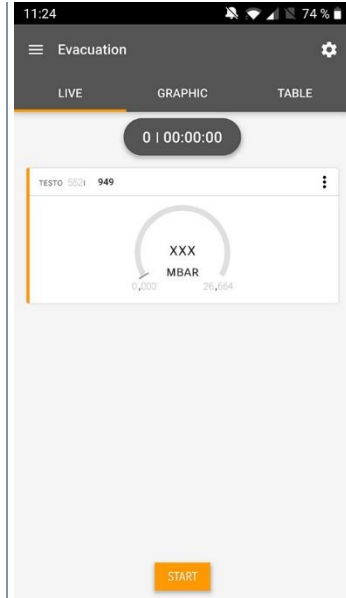 11:24 74 %
Evacuation
LIVE GRAPHIC TABLE
0 | 00:00:00
TESTO 552I 949
XXX
MBAR
0,000 26,664
START